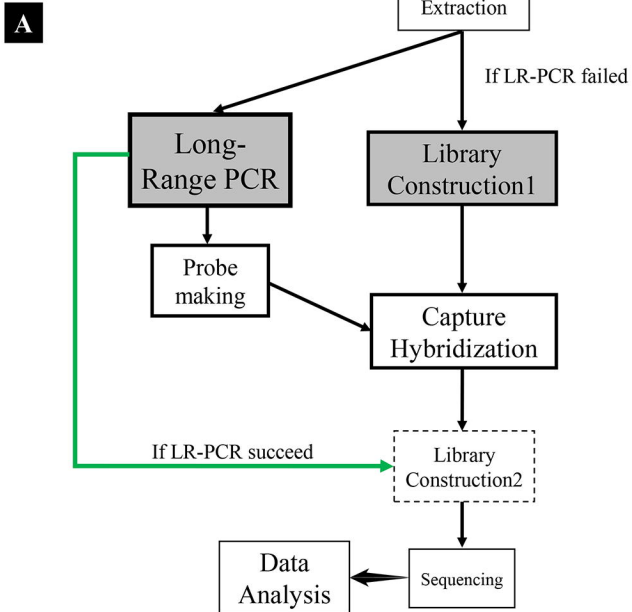 A
Extraction
If LR-PCR failed
Long-
Range PCR
Library
Construction1
Probe
making
Capture
Hybridization
If LR-PCR succeed
Library
Construction2
Data
Analysis
Sequencing